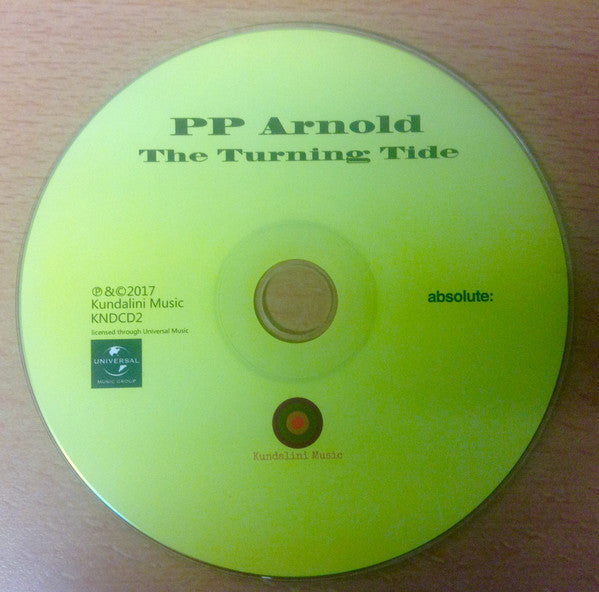 PP Arnold
The Turning Tide
℗&©2017
Kundalini Music
KNDCD2
licensed through Universal Music
UNIVERSAL
MUSIC GROUP
absolute:
Kundalini Music